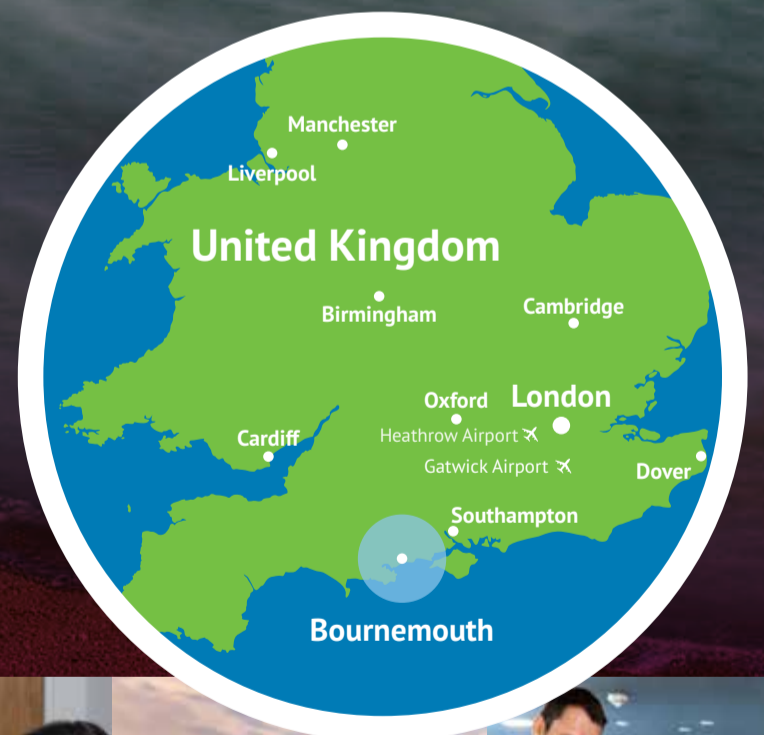 Manchester
Liverpool
United Kingdom
Birmingham
Cambridge
Oxford
London
Heathrow Airport
Cardiff
Gatwick Airport
Dover
Southampton
Bournemouth